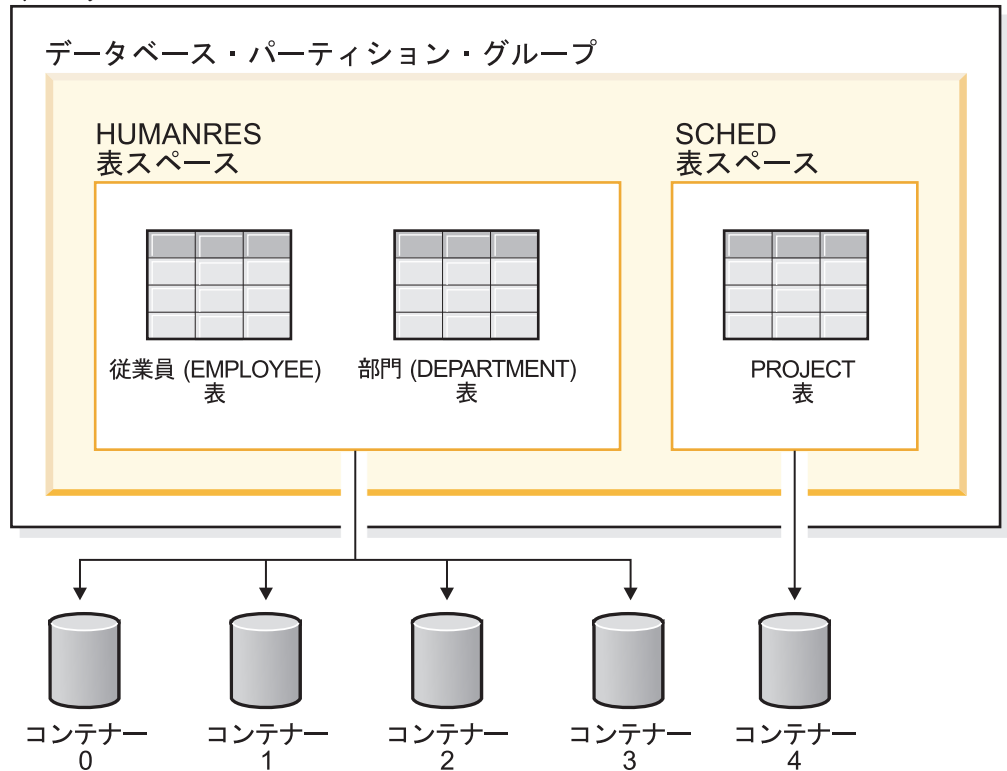 データベース・パーティション・グループ
HUMANRES
表スペース
SCHED
表スペース
従業員 (EMPLOYEE)
表
部門 (DEPARTMENT)
表
PROJECT
表
コンテナー
0
コンテナー
1
コンテナー
2
コンテナー
3
コンテナー
4